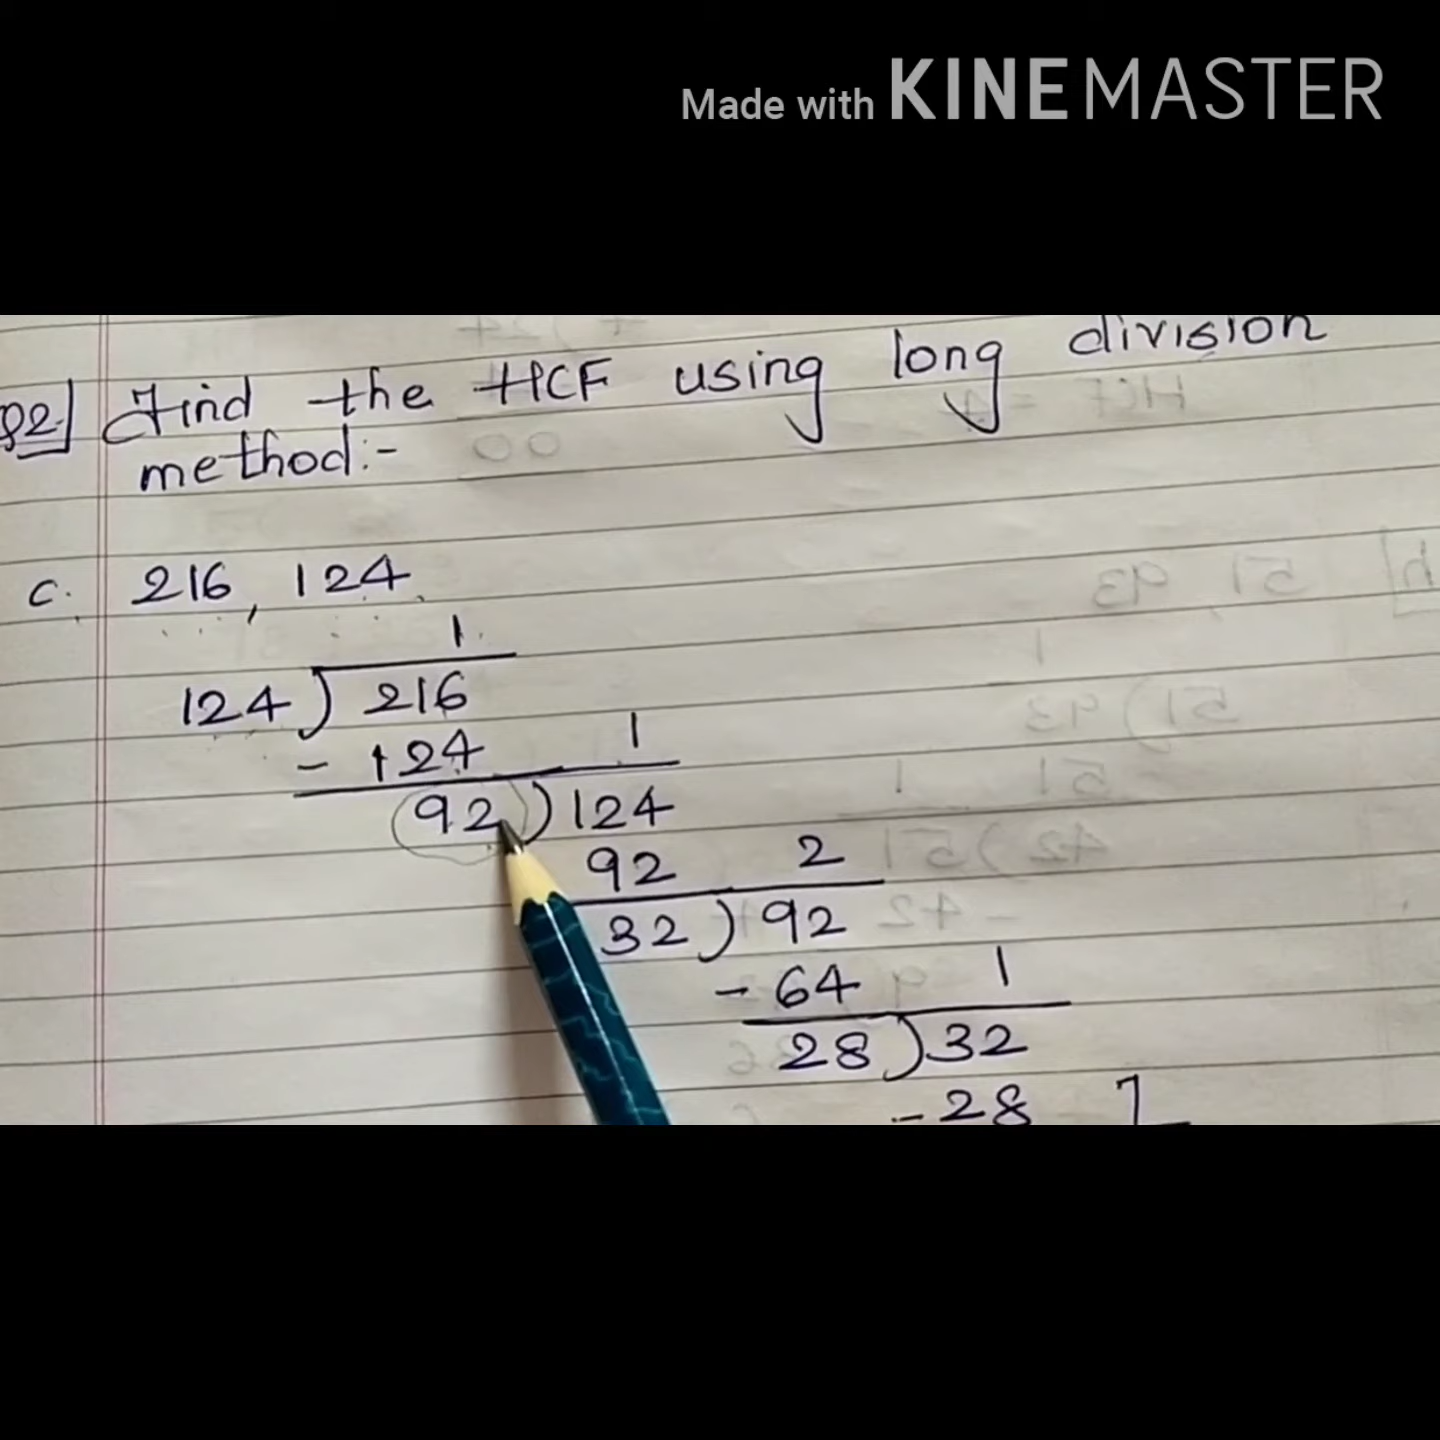 Made with KINEMASTER
Q2] Find the HCF using long division
method:-
c. 216, 124
1
124 ) 216
- 124 1
92 ) 124
92 2
32 ) 92
- 64 1
28 ) 32
- 28 7